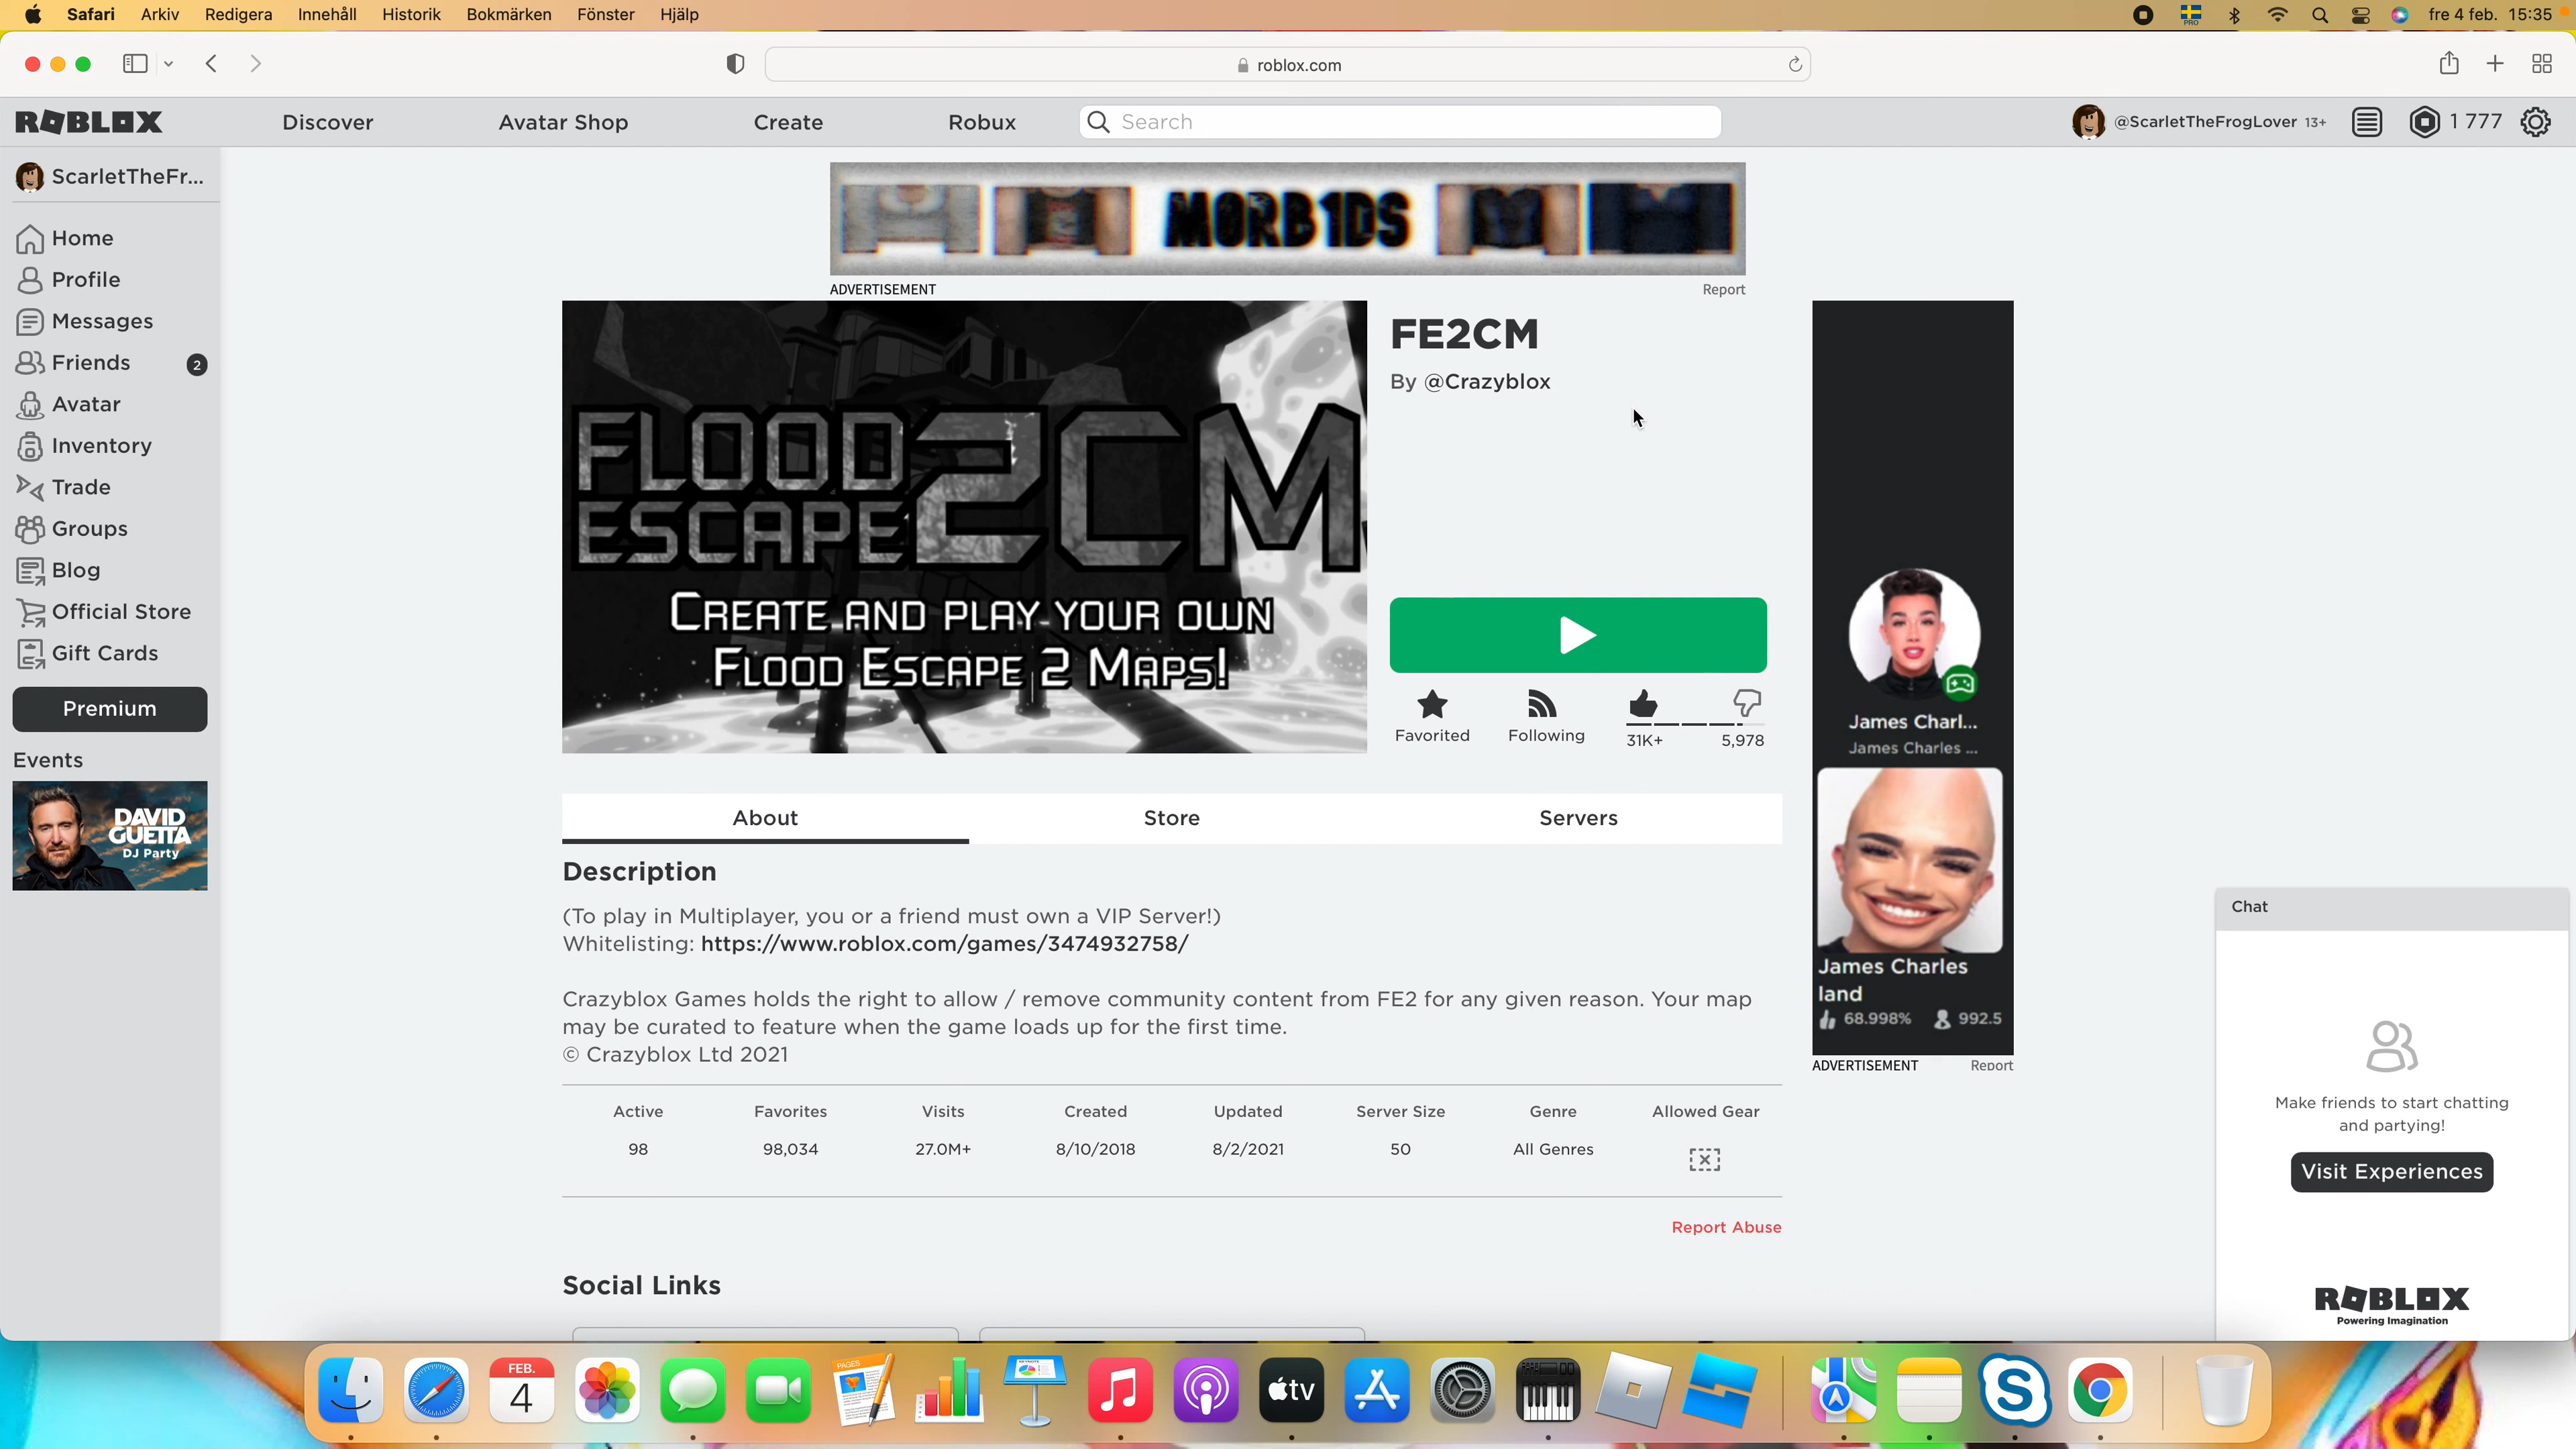 Safari Arkiv Redigera Innehåll Historik Bokmärken Fönster Hjälp
PRO
fre 4 feb. 15:35
roblox.com
ROBLOX
Discover
Avatar Shop
Create
Robux
Search
@ScarletTheFrogLover 13+
1 777
ScarletTheFr...
Home
Profile
Messages
Friends 2
Avatar
Inventory
Trade
Groups
Blog
Official Store
Gift Cards
Premium
Events
DAVID
GUETTA
DJ Party
MORB1DS
ADVERTISEMENT
Report
FLOOD
ESCAPE 2CM
CREATE AND PLAY YOUR OWN
FLOOD ESCAPE 2 MAPS!
FE2CM
By @Crazyblox
Favorited
Following
31K+
5,978
About
Store
Servers
Description
(To play in Multiplayer, you or a friend must own a VIP Server!)
Whitelisting: https://www.roblox.com/games/3474932758/
Crazyblox Games holds the right to allow / remove community content from FE2 for any given reason. Your map
may be curated to feature when the game loads up for the first time.
© Crazyblox Ltd 2021
Active Favorites Visits Created Updated Server Size Genre Allowed Gear
98 98,034 27.0M+ 8/10/2018 8/2/2021 50 All Genres
Report Abuse
Social Links
James Charl...
James Charles ...
James Charles
land
68.998% 992.5
ADVERTISEMENT
Report
Chat
Make friends to start chatting
and partying!
Visit Experiences
ROBLOX
Powering Imagination
FEB.
4
PAGES
KEYNOTE
tv
S